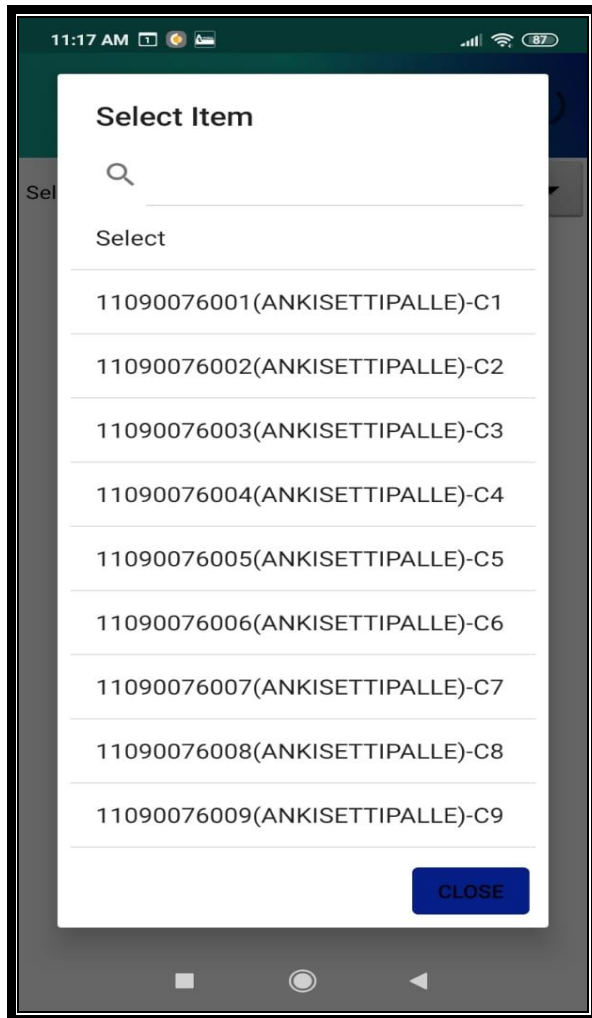 11:17 AM 1 87
Select Item
Sel
Select
11090076001(ANKISETTIPALLE)-C1
11090076002(ANKISETTIPALLE)-C2
11090076003(ANKISETTIPALLE)-C3
11090076004(ANKISETTIPALLE)-C4
11090076005(ANKISETTIPALLE)-C5
11090076006(ANKISETTIPALLE)-C6
11090076007(ANKISETTIPALLE)-C7
11090076008(ANKISETTIPALLE)-C8
11090076009(ANKISETTIPALLE)-C9
CLOSE